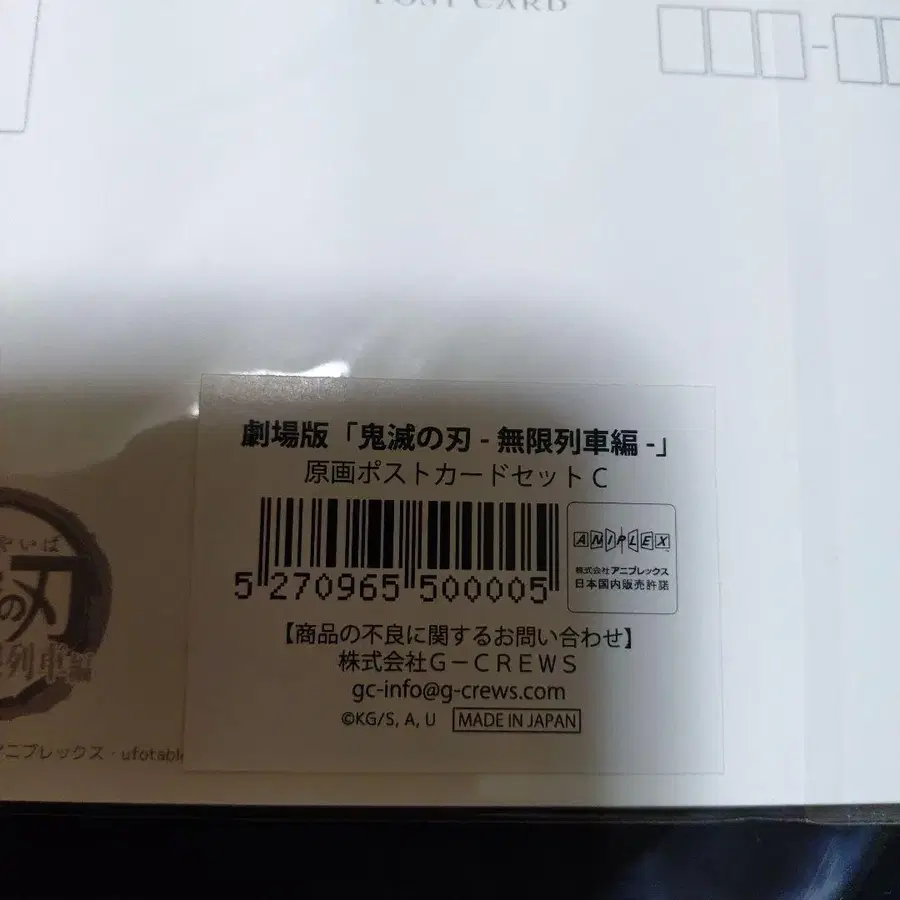 POST CARD
劇場版「鬼滅の刃 - 無限列車編 -」
原画ポストカードセット C
5 270965 500005
ANIPLEX
株式会社アニプレックス
日本国内販売許諾
【商品の不良に関するお問い合わせ】
株式会社G－CREWS
gc-info@g-crews.com
©KG/S, A, U MADE IN JAPAN
やいば
の刃
列車編
アニプレックス・ufotable